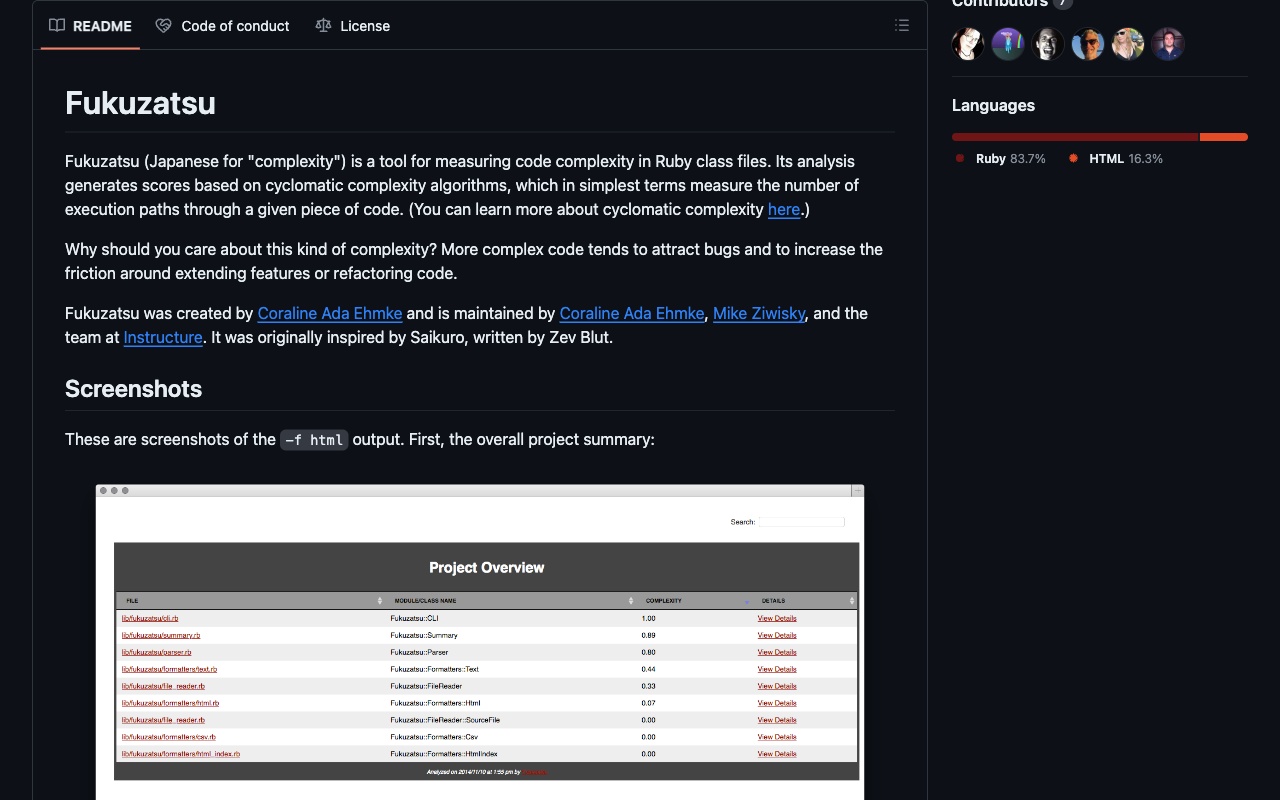 README
Code of conduct
License
Contributors 7
Languages
Ruby 83.7%
HTML 16.3%
Fukuzatsu
Fukuzatsu (Japanese for "complexity") is a tool for measuring code complexity in Ruby class files. Its analysis
generates scores based on cyclomatic complexity algorithms, which in simplest terms measure the number of
execution paths through a given piece of code. (You can learn more about cyclomatic complexity here.)
Why should you care about this kind of complexity? More complex code tends to attract bugs and to increase the
friction around extending features or refactoring code.
Fukuzatsu was created by Coraline Ada Ehmke and is maintained by Coraline Ada Ehmke, Mike Ziwisky, and the
team at Instructure. It was originally inspired by Saikuro, written by Zev Blut.
Screenshots
These are screenshots of the -f html output. First, the overall project summary:
Search:
Project Overview
FILE MODULE/CLASS NAME COMPLEXITY DETAILS
lib/fukuzatsu/cli.rb Fukuzatsu::CLI 1.00 View Details
lib/fukuzatsu/summary.rb Fukuzatsu::Summary 0.89 View Details
lib/fukuzatsu/parser.rb Fukuzatsu::Parser 0.80 View Details
lib/fukuzatsu/formatters/text.rb Fukuzatsu::Formatters::Text 0.44 View Details
lib/fukuzatsu/file_reader.rb Fukuzatsu::FileReader 0.33 View Details
lib/fukuzatsu/formatters/html.rb Fukuzatsu::Formatters::Html 0.07 View Details
lib/fukuzatsu/file_reader.rb Fukuzatsu::FileReader::SourceFile 0.00 View Details
lib/fukuzatsu/formatters/csv.rb Fukuzatsu::Formatters::Csv 0.00 View Details
lib/fukuzatsu/formatters/html_index.rb Fukuzatsu::Formatters::HtmlIndex 0.00 View Details
Analyzed on 2014/11/10 at 1:55 pm by